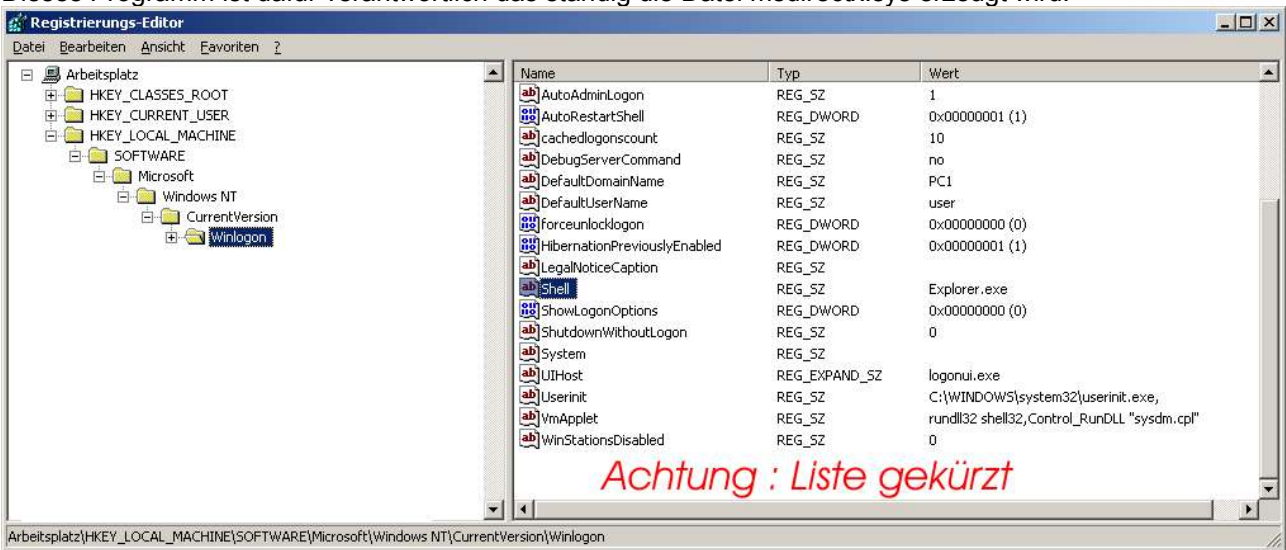 Registrierungs-Editor
Datei Bearbeiten Ansicht Favoriten ?
Arbeitsplatz
HKEY_CLASSES_ROOT
HKEY_CURRENT_USER
HKEY_LOCAL_MACHINE
SOFTWARE
Microsoft
Windows NT
CurrentVersion
Winlogon
Name Typ Wert
AutoAdminLogon REG_SZ 1
AutoRestartShell REG_DWORD 0x00000001 (1)
cachedlogonscount REG_SZ 10
DebugServerCommand REG_SZ no
DefaultDomainName REG_SZ PC1
DefaultUserName REG_SZ user
forceunlocklogon REG_DWORD 0x00000000 (0)
HibernationPreviouslyEnabled REG_DWORD 0x00000001 (1)
LegalNoticeCaption REG_SZ
Shell REG_SZ Explorer.exe
ShowLogonOptions REG_DWORD 0x00000000 (0)
ShutdownWithoutLogon REG_SZ 0
System REG_SZ
UIHost REG_EXPAND_SZ logonui.exe
Userinit REG_SZ C:\WINDOWS\system32\userinit.exe,
VmApplet REG_SZ rundll32 shell32,Control_RunDLL "sysdm.cpl"
WinStationsDisabled REG_SZ 0
Achtung : Liste gekürzt
Arbeitsplatz\HKEY_LOCAL_MACHINE\SOFTWARE\Microsoft\Windows NT\CurrentVersion\Winlogon